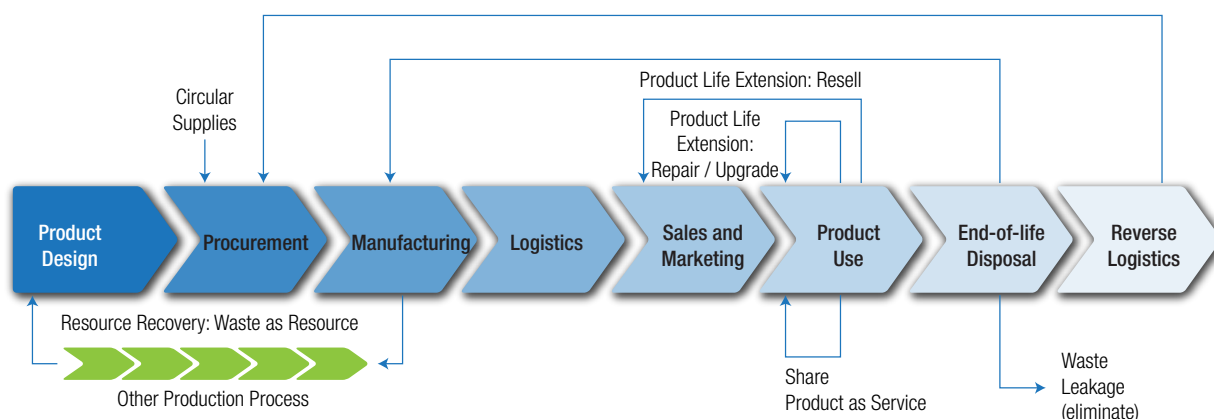 Product Life Extension: Resell
Circular
Supplies
Product Life
Extension:
Repair / Upgrade
Product
Design
Procurement
Manufacturing
Logistics
Sales and
Marketing
Product
Use
End-of-life
Disposal
Reverse
Logistics
Resource Recovery: Waste as Resource
Other Production Process
Share
Product as Service
Waste
Leakage
(eliminate)